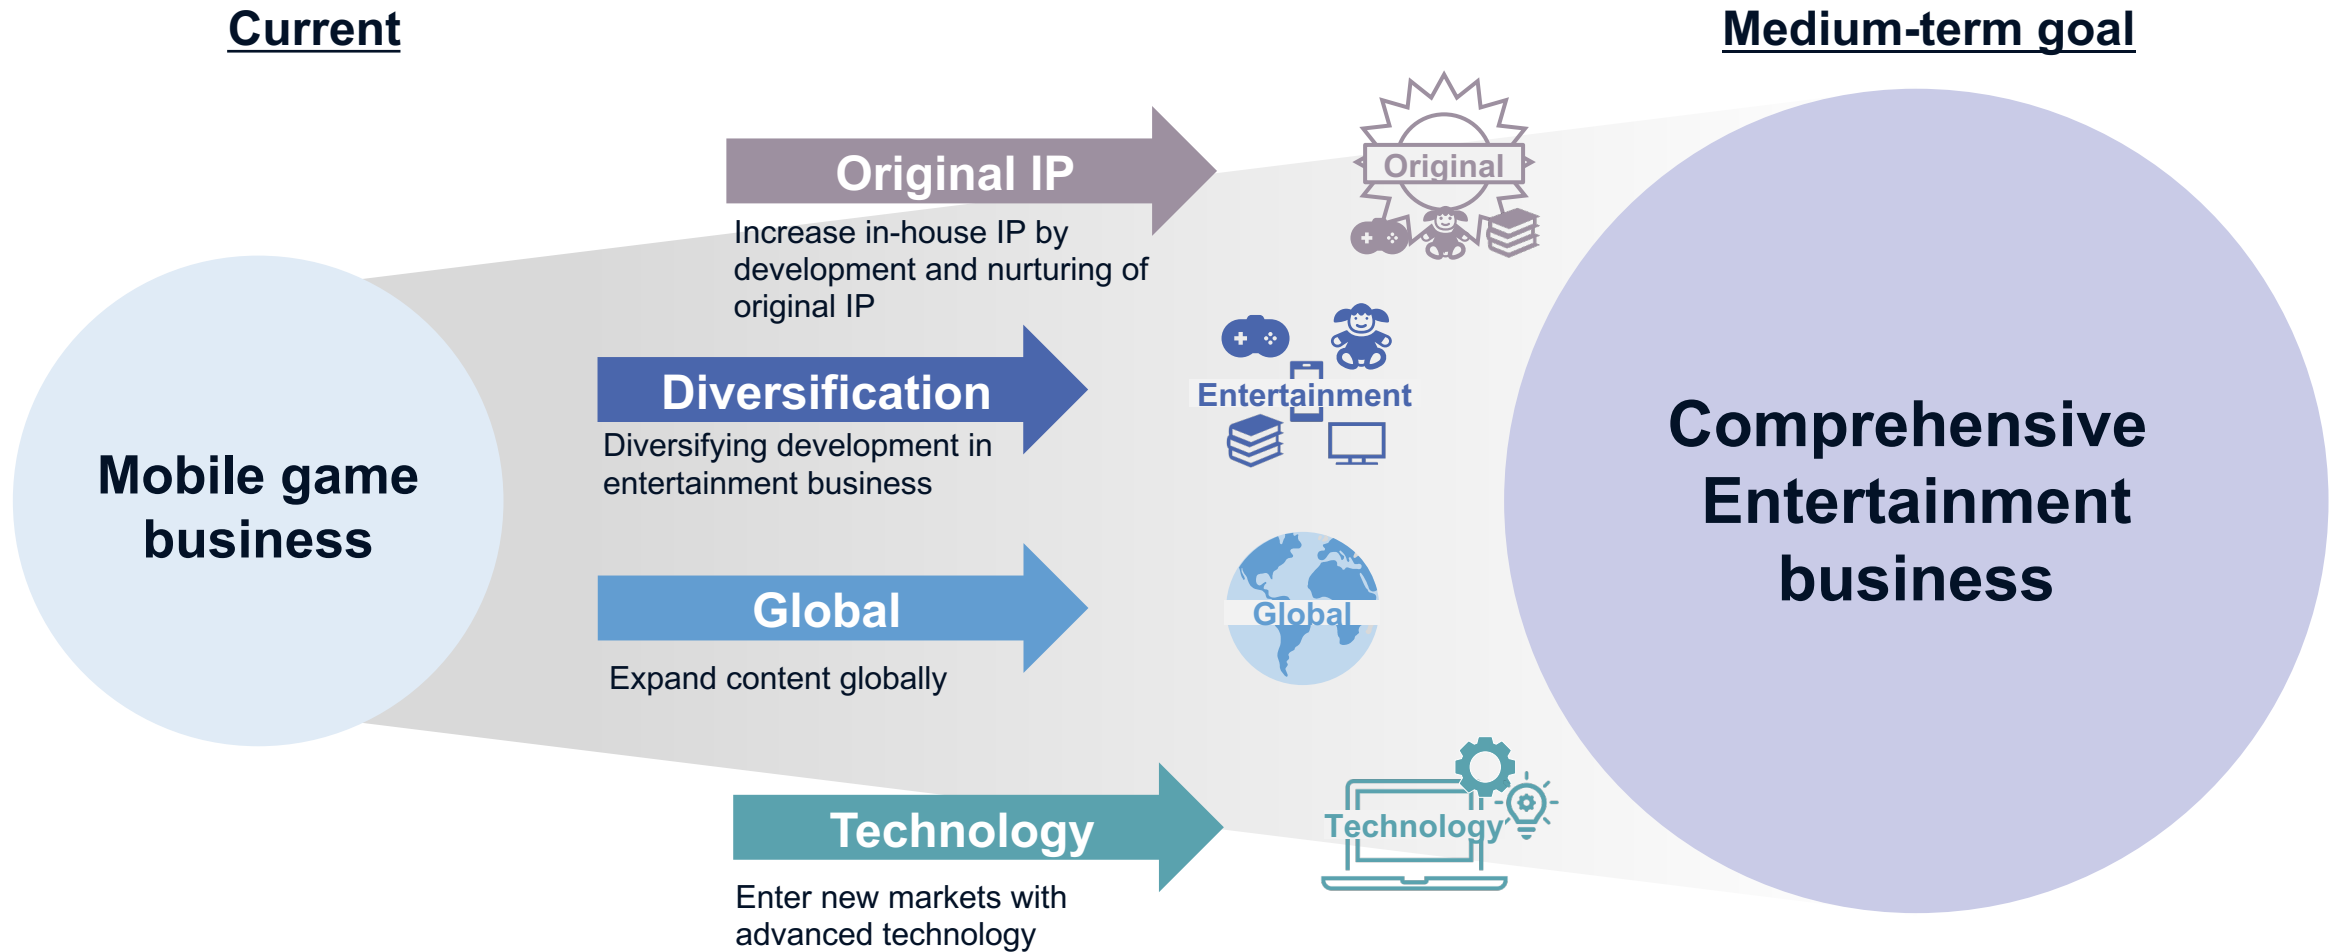 Current
Medium-term goal
Original IP
Increase in-house IP by
development and nurturing of
original IP
Original
Diversification
Diversifying development in
entertainment business
Entertainment
Mobile game
business
Comprehensive
Entertainment
business
Global
Expand content globally
Global
Technology
Enter new markets with
advanced technology
Technology